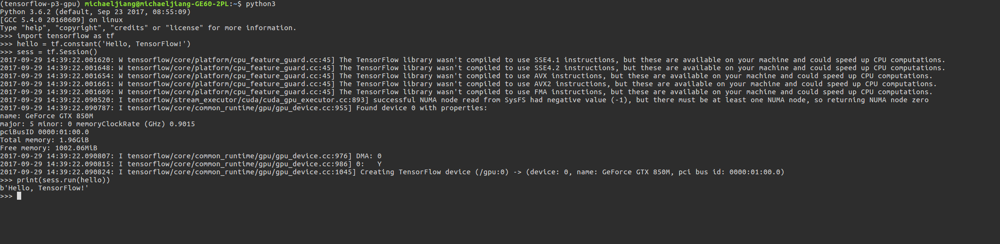 (tensorflow-p3-gpu) michaeljiang@michaeljiang-GE60-2PL:~$ python3
Python 3.6.2 (default, Sep 23 2017, 08:55:09)
[GCC 5.4.0 20160609] on linux
Type "help", "copyright", "credits" or "license" for more information.
>>> import tensorflow as tf
>>> hello = tf.constant('Hello, TensorFlow!')
>>> sess = tf.Session()
2017-09-29 14:39:22.001620: W tensorflow/core/platform/cpu_feature_guard.cc:45] The TensorFlow library wasn't compiled to use SSE4.1 instructions, but these are available on your machine and could speed up CPU computations.
2017-09-29 14:39:22.001648: W tensorflow/core/platform/cpu_feature_guard.cc:45] The TensorFlow library wasn't compiled to use SSE4.2 instructions, but these are available on your machine and could speed up CPU computations.
2017-09-29 14:39:22.001654: W tensorflow/core/platform/cpu_feature_guard.cc:45] The TensorFlow library wasn't compiled to use AVX instructions, but these are available on your machine and could speed up CPU computations.
2017-09-29 14:39:22.001661: W tensorflow/core/platform/cpu_feature_guard.cc:45] The TensorFlow library wasn't compiled to use AVX2 instructions, but these are available on your machine and could speed up CPU computations.
2017-09-29 14:39:22.001669: W tensorflow/core/platform/cpu_feature_guard.cc:45] The TensorFlow library wasn't compiled to use FMA instructions, but these are available on your machine and could speed up CPU computations.
2017-09-29 14:39:22.090520: I tensorflow/stream_executor/cuda/cuda_gpu_executor.cc:893] successful NUMA node read from SysFS had negative value (-1), but there must be at least one NUMA node, so returning NUMA node zero
2017-09-29 14:39:22.090787: I tensorflow/core/common_runtime/gpu/gpu_device.cc:955] Found device 0 with properties:
name: GeForce GTX 850M
major: 5 minor: 0 memoryClockRate (GHz) 0.9015
pciBusID 0000:01:00.0
Total memory: 1.96GiB
Free memory: 1002.06MiB
2017-09-29 14:39:22.090807: I tensorflow/core/common_runtime/gpu/gpu_device.cc:976] DMA: 0
2017-09-29 14:39:22.090815: I tensorflow/core/common_runtime/gpu/gpu_device.cc:986] 0:   Y
2017-09-29 14:39:22.090824: I tensorflow/core/common_runtime/gpu/gpu_device.cc:1045] Creating TensorFlow device (/gpu:0) -> (device: 0, name: GeForce GTX 850M, pci bus id: 0000:01:00.0)
>>> print(sess.run(hello))
b'Hello, TensorFlow!'
>>>